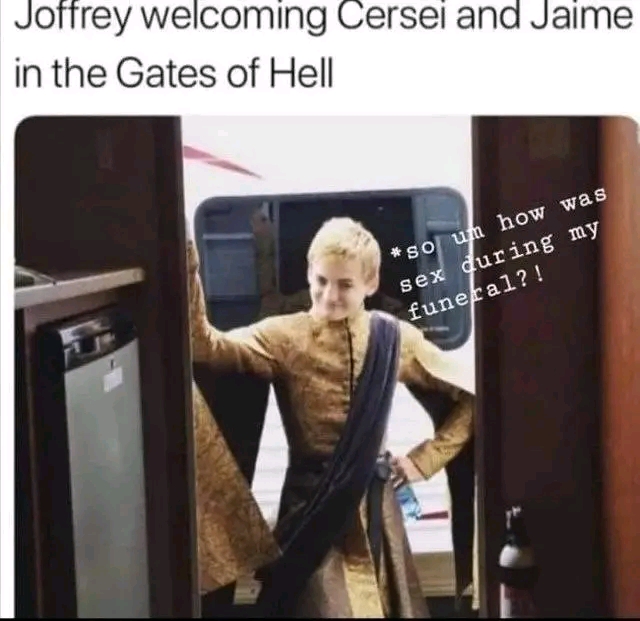 Joffrey welcoming Cersei and Jaime
in the Gates of Hell
*so um how was
sex during my
funeral?!